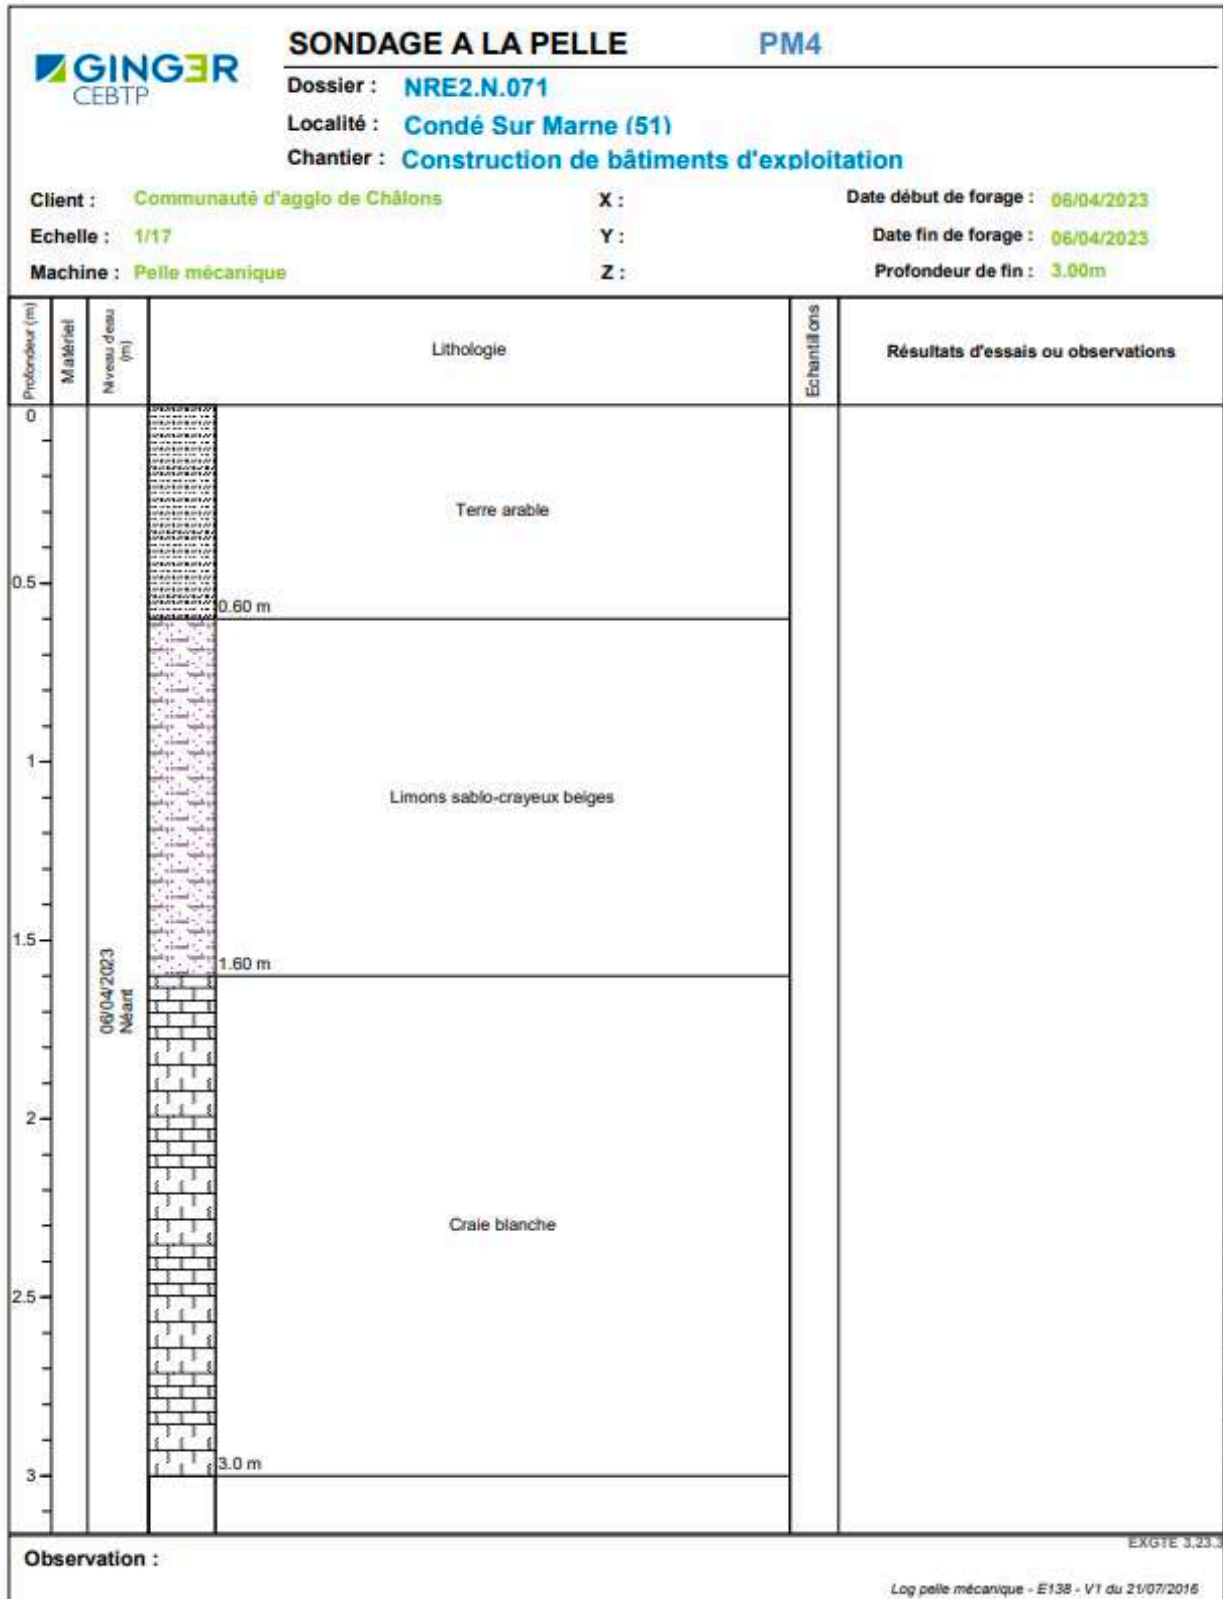 GINGER
CEBTP
SONDAGE A LA PELLE PM4
Dossier : NRE2.N.071
Localité : Condé Sur Marne (51)
Chantier : Construction de bâtiments d'exploitation
Client : Communauté d'agglo de Châlons X : Date début de forage : 06/04/2023
Echelle : 1/17 Y : Date fin de forage : 06/04/2023
Machine : Pelle mécanique Z : Profondeur de fin : 3.00m
Profondeur (m)
Matériel
Niveau d'eau (m)
Lithologie
Echantillons
Résultats d'essais ou observations
0
Terre arable
0.5
0.60 m
1
Limons sablo-crayeux beiges
1.5
1.60 m
06/04/2023
Néant
2
Craie blanche
2.5
3.0 m
3
EXGTE 3.23.3
Observation :
Log pelle mécanique - E138 - V1 du 21/07/2016